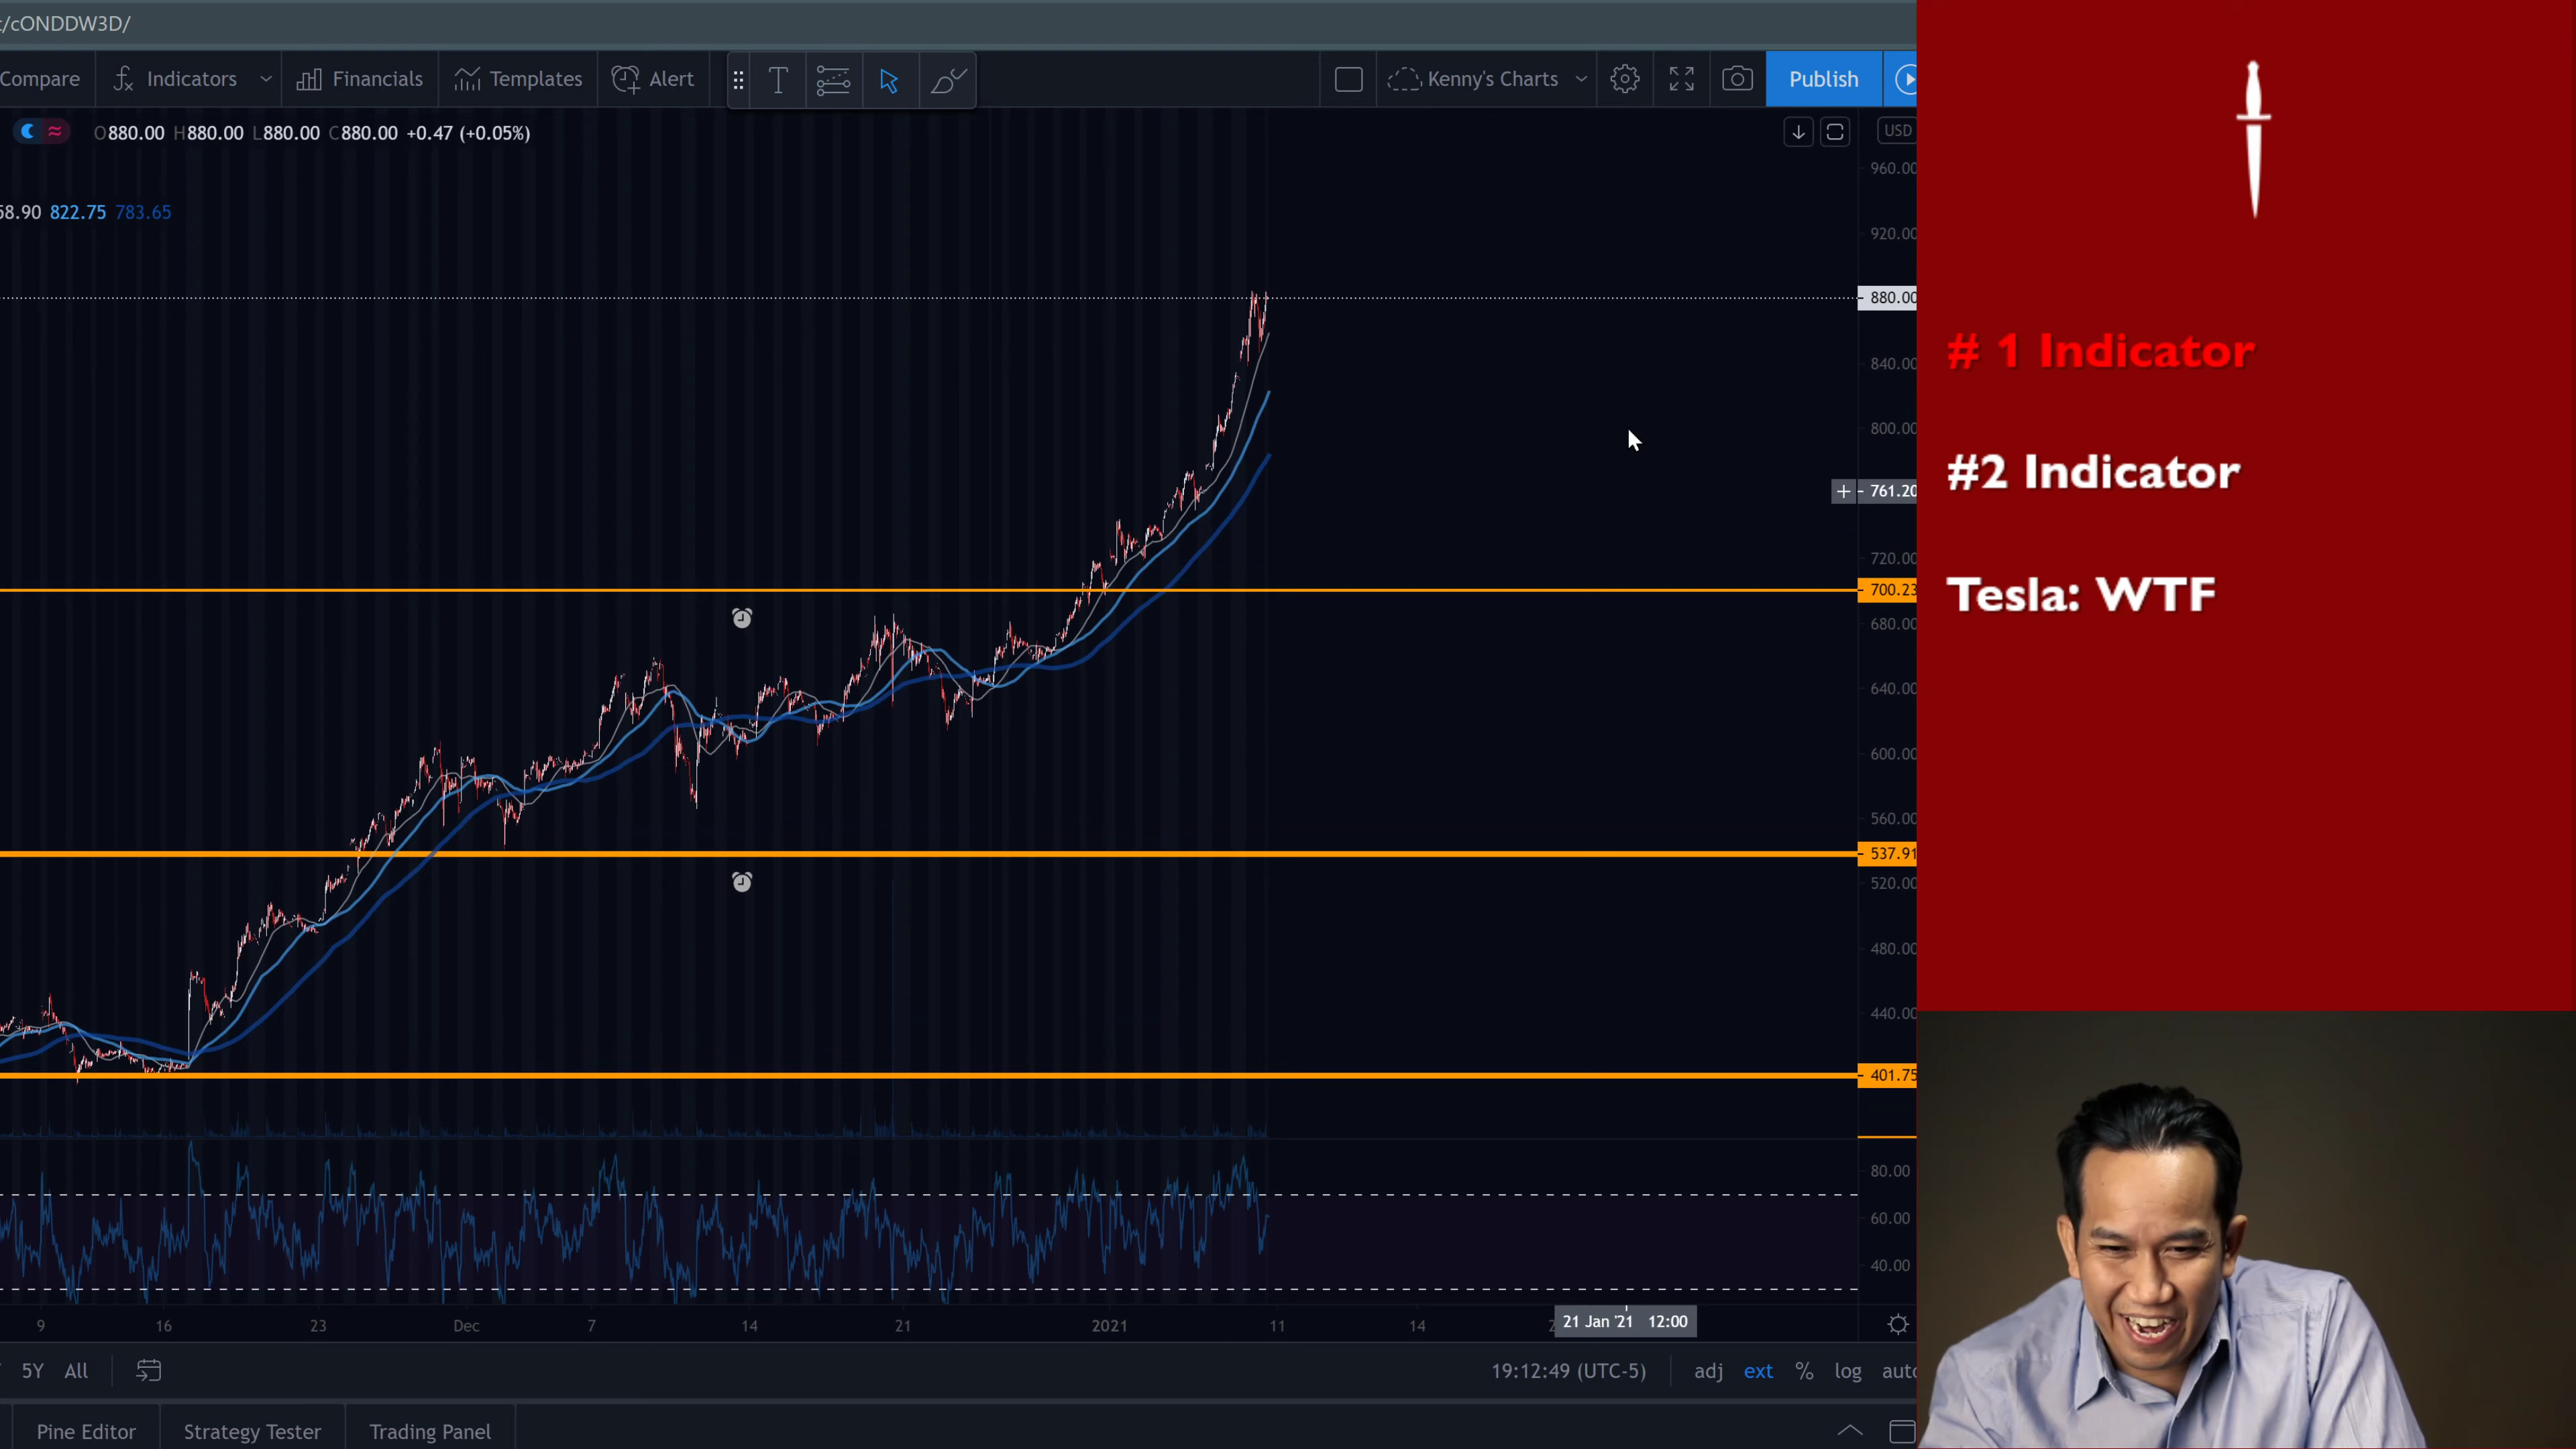 t/cONDDW3D/
Compare Indicators Financials Templates Alert T Kenny's Charts Publish
O880.00 H880.00 L880.00 C880.00 +0.47 (+0.05%)
USD
58.90 822.75 783.65
960.00
920.00
880.00
840.00
800.00
761.20
720.00
700.23
680.00
640.00
600.00
560.00
537.91
520.00
480.00
440.00
401.75
80.00
60.00
40.00
9 16 23 Dec 7 14 21 2021 11 14 21 Jan '21 12:00
5Y All 19:12:49 (UTC-5) adj ext % log auto
Pine Editor Strategy Tester Trading Panel
# 1 Indicator
#2 Indicator
Tesla: WTF